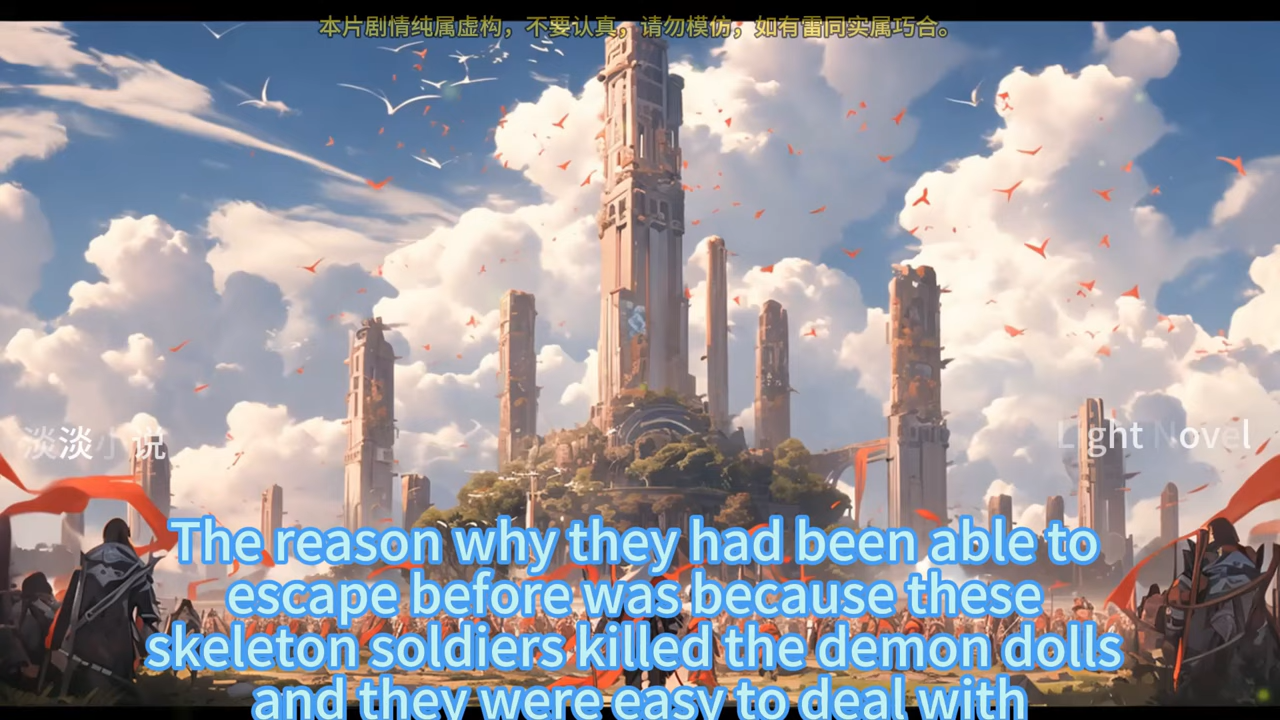 本片剧情纯属虚构，不要认真，请勿模仿，如有雷同实属巧合。
淡淡小说
Light Novel
The reason why they had been able to
escape before was because these
skeleton soldiers killed the demon dolls
and they were easy to deal with